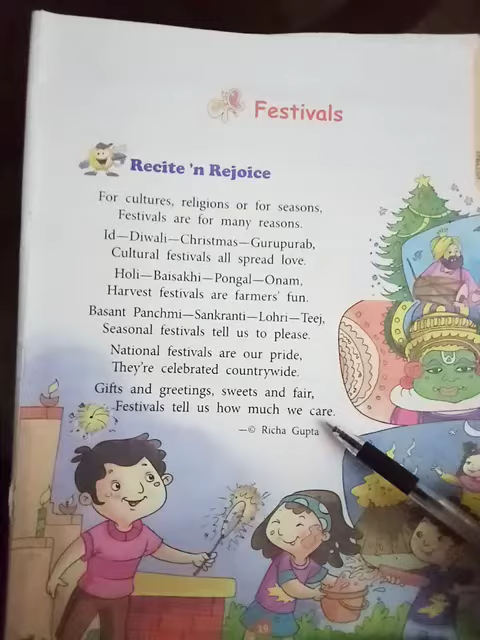 Festivals
Recite 'n Rejoice
For cultures, religions or for seasons,
Festivals are for many reasons.
Id—Diwali—Christmas—Gurupurab,
Cultural festivals all spread love.
Holi—Baisakhi—Pongal—Onam,
Harvest festivals are farmers' fun.
Basant Panchmi—Sankranti—Lohri—Teej,
Seasonal festivals tell us to please.
National festivals are our pride,
They're celebrated countrywide.
Gifts and greetings, sweets and fair,
Festivals tell us how much we care.
—© Richa Gupta
19